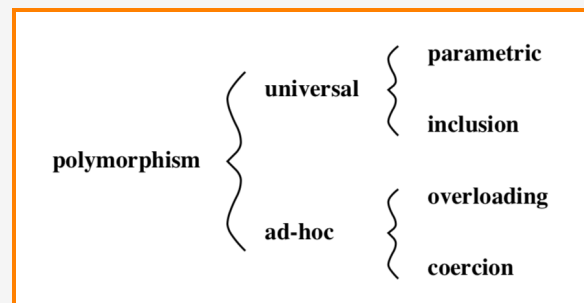 parametric
universal
inclusion
polymorphism
overloading
ad-hoc
coercion